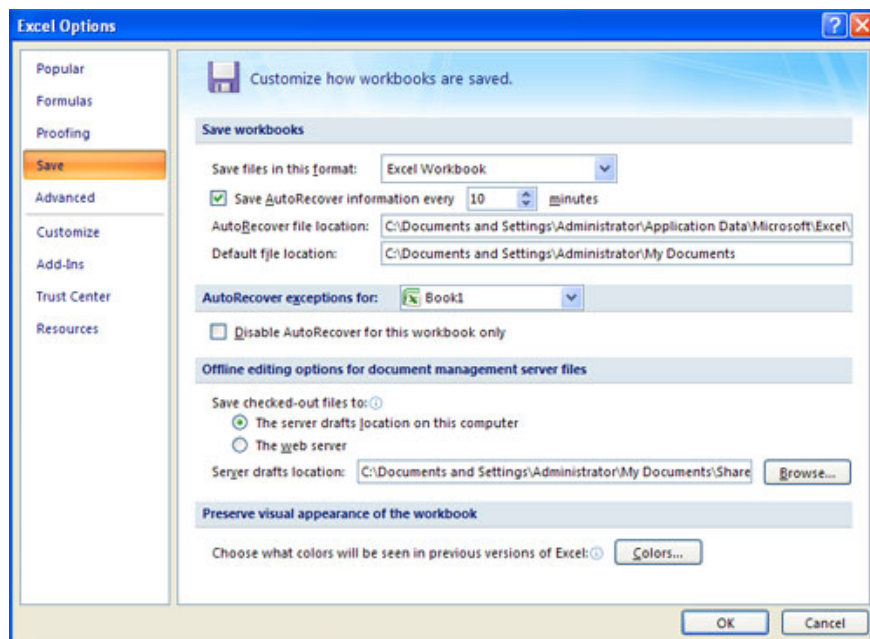 Excel Options
Popular
Formulas
Proofing
Save
Advanced
Customize
Add-Ins
Trust Center
Resources
Customize how workbooks are saved.
Save workbooks
Save files in this format: Excel Workbook
Save AutoRecover information every 10 minutes
AutoRecover file location: C:\Documents and Settings\Administrator\Application Data\Microsoft\Excel\
Default file location: C:\Documents and Settings\Administrator\My Documents
AutoRecover exceptions for: Book1
Disable AutoRecover for this workbook only
Offline editing options for document management server files
Save checked-out files to:
The server drafts location on this computer
The web server
Server drafts location: C:\Documents and Settings\Administrator\My Documents\Share Browse...
Preserve visual appearance of the workbook
Choose what colors will be seen in previous versions of Excel: Colors...
OK Cancel